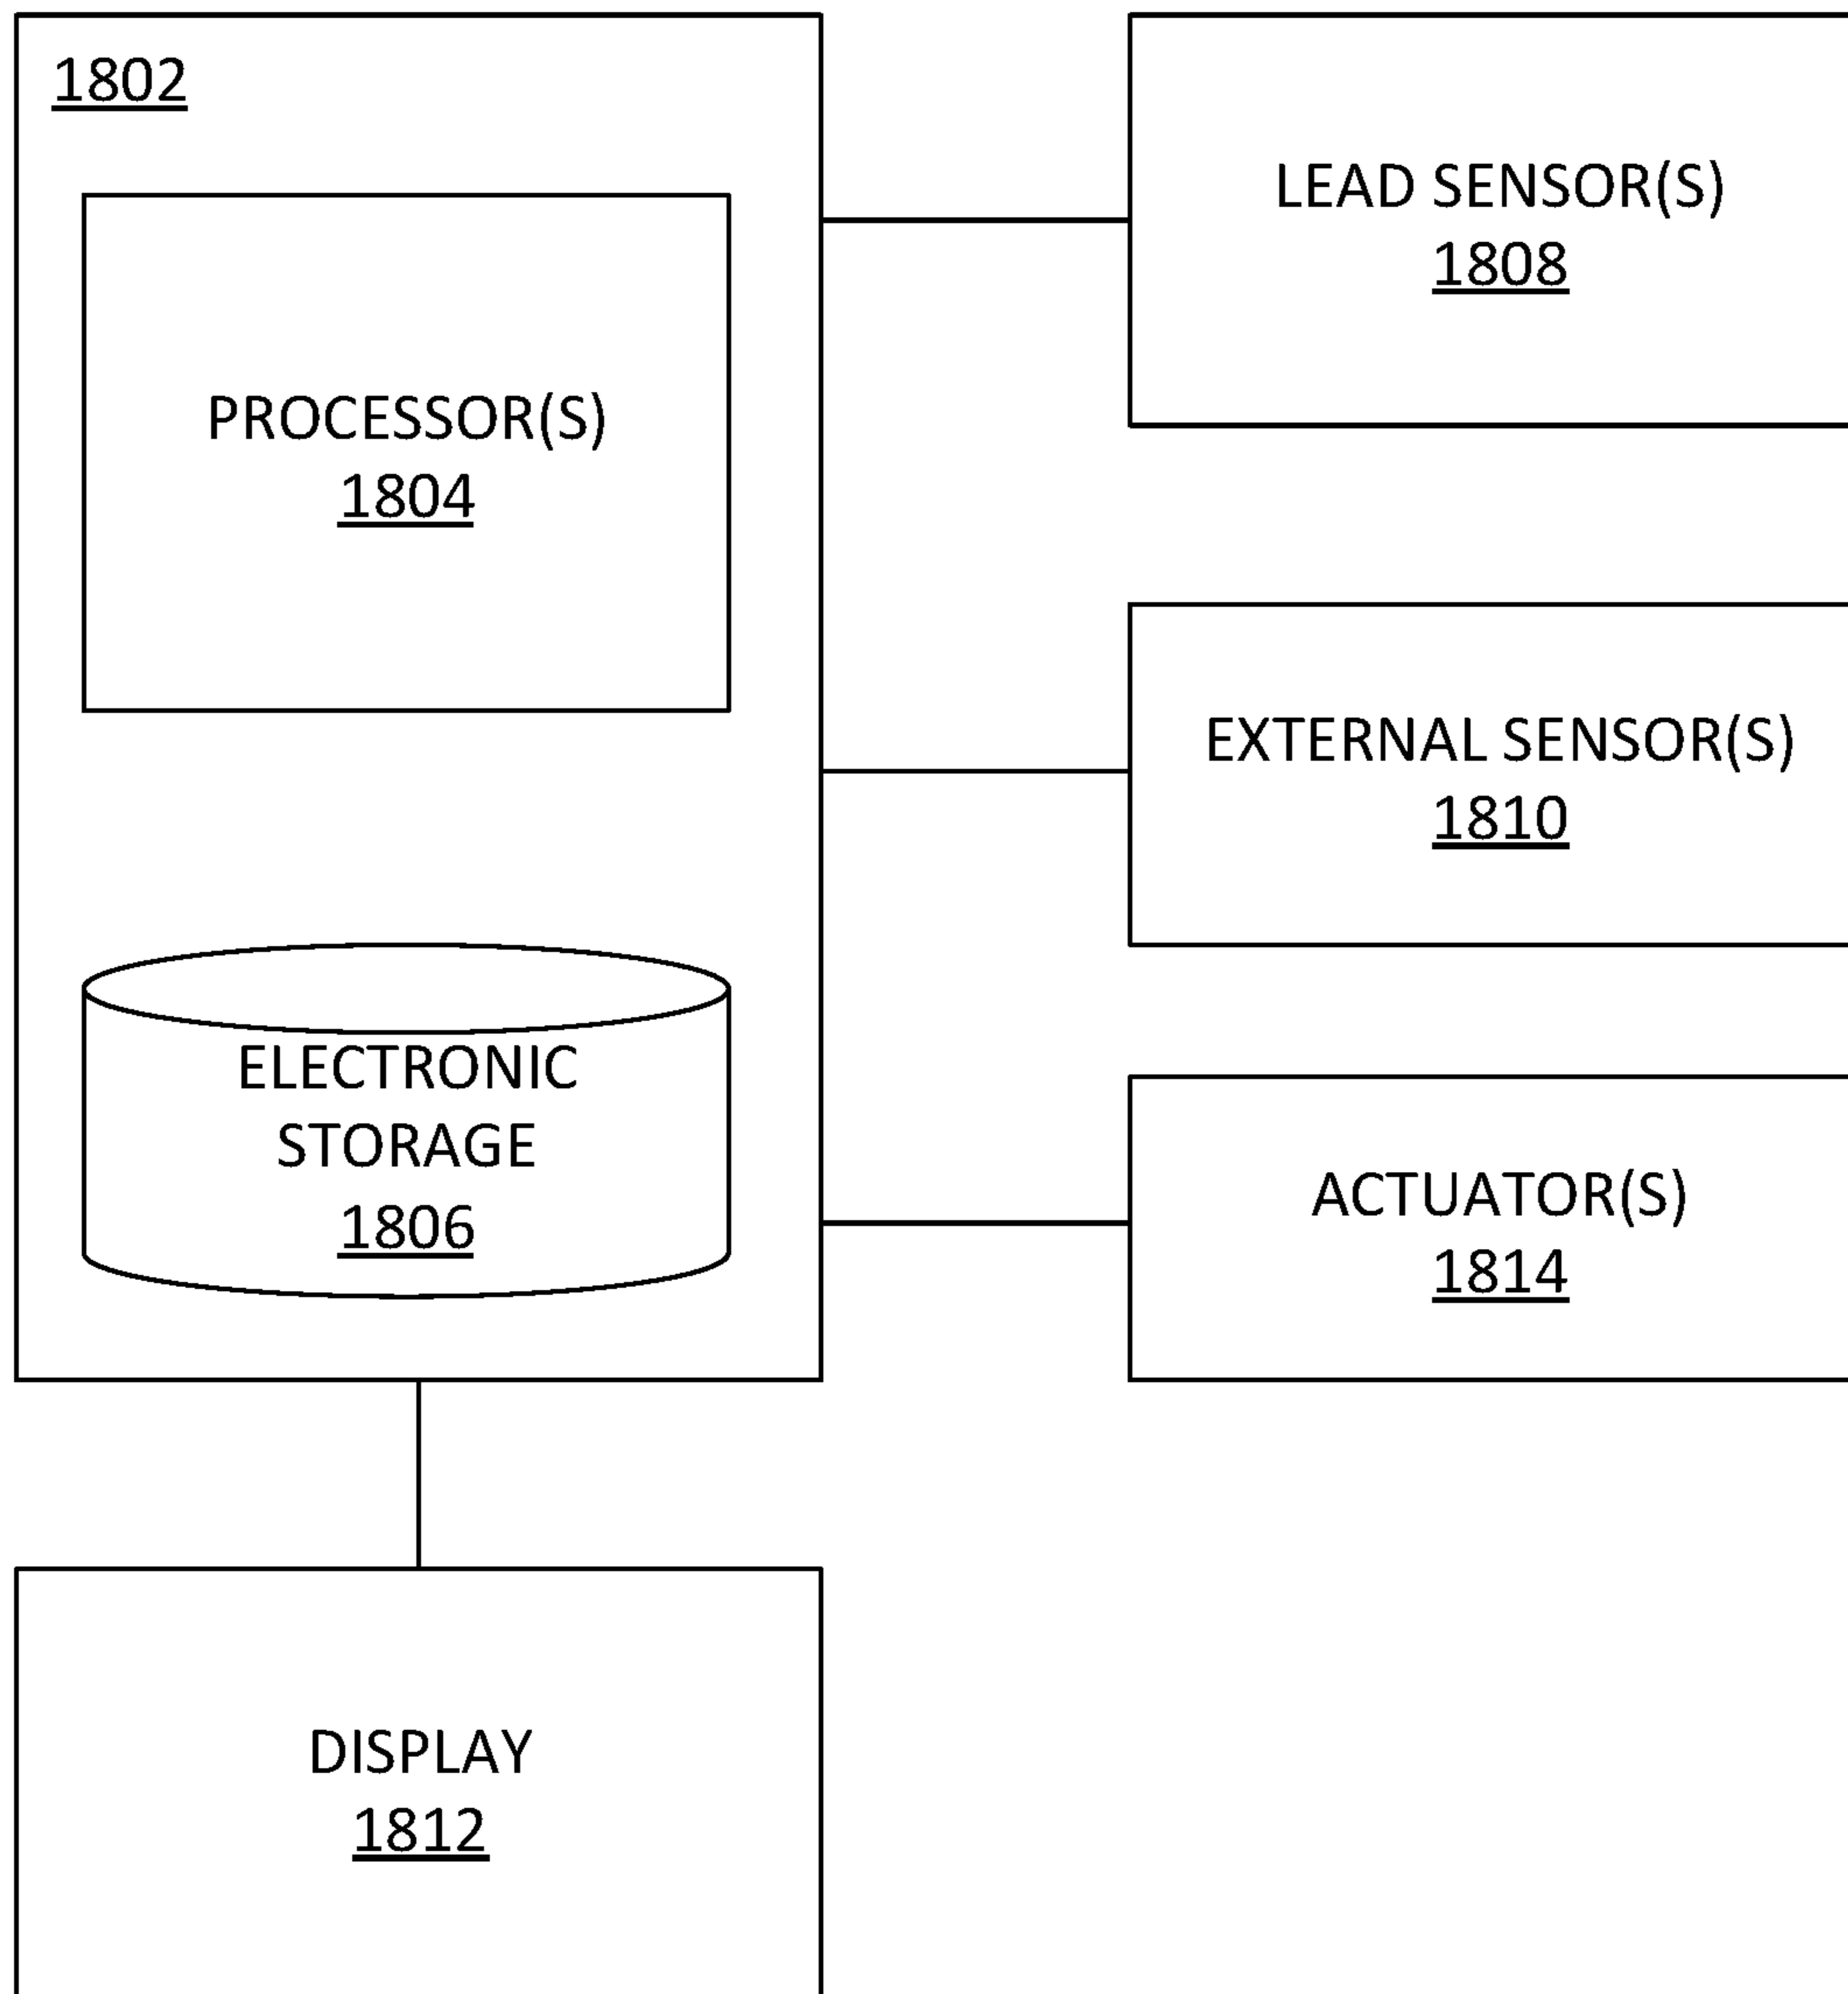 1802
PROCESSOR(S)
1804
ELECTRONIC
STORAGE
1806
LEAD SENSOR(S)
1808
EXTERNAL SENSOR(S)
1810
ACTUATOR(S)
1814
DISPLAY
1812